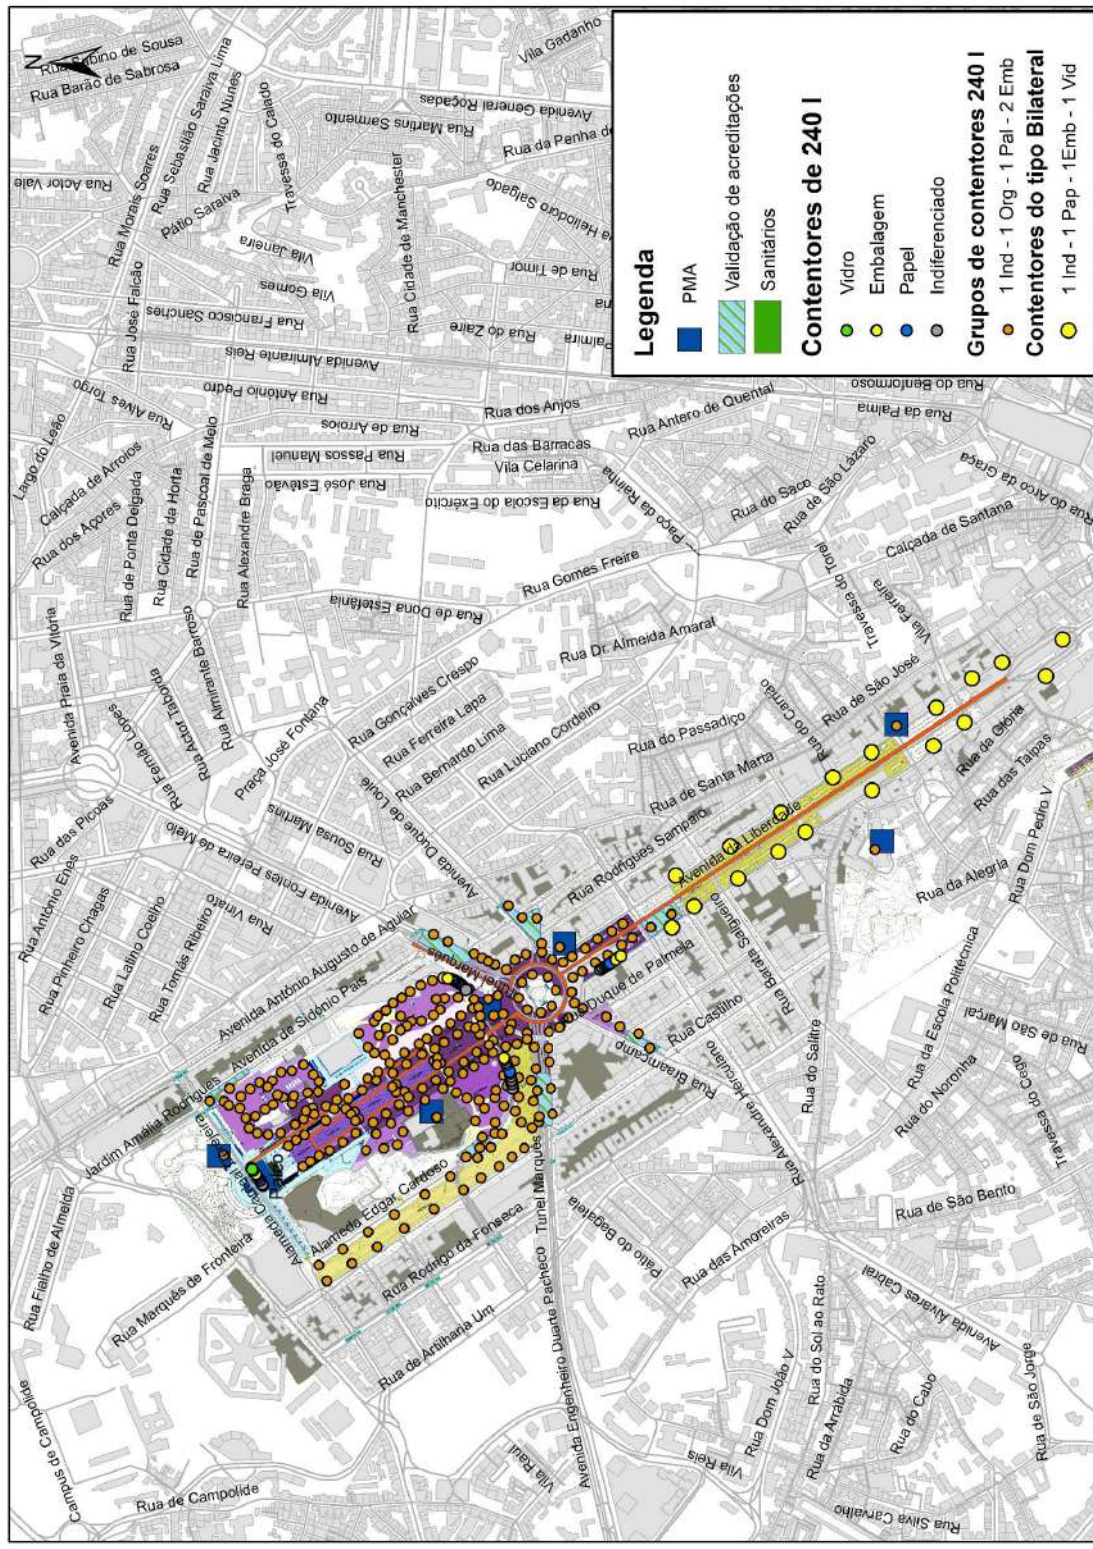 N
Rua Sabino de Sousa
Rua Barão de Sabrosa
Vila Gadanho
Rua Actor Vale
Rua Morais Soares
Rua Sebastião Saraiva Lima
Rua Jacinto Nunes
Travessa do Calado
Avenida General Roçadas
Rua Martins Sarmento
Pátio Saraiva
Vila Janeira
Vila Gomes
Rua Cidade de Manchester
Rua da Penha de
Heliodoro Salgado
Rua José Falcão
Rua Francisco Sanches
Rua de Timor
Rua do Zaire
Palmira
Largo do Leão
Rua Alves Torgo
Avenida Almirante Reis
Rua António Pedro
Rua dos Anjos
Calçada de Arroios
Rua de Arroios
Rua Antero de Quental
Rua do Benformoso
Rua da Palma
Rua dos Açores
Rua de Ponta Delgada
Rua Cidade da Horta
Rua de Pascoal de Melo
Rua Passos Manuel
Rua das Barracas
Vila Celarina
Rua José Estêvão
Rua Alexandre Braga
Rua da Escola do Exército
Paço da Rainha
Rua do Saco
Rua de São Lázaro
Rua do Arco da Graça
Calçada de Santana
Avenida Praia da Vitória
Rua Gomes Freire
Rua de Dona Estefânia
Travessa do Torel
Vila Ferreira
Rua Fernão Lopes
Rua Actor Taborda
Rua Almirante Barroso
Rua Dr. Almeida Amaral
Rua das Picoas
Praça José Fontana
Rua Gonçalves Crespo
Rua Ferreira Lapa
Rua Bernardo Lima
Rua Luciano Cordeiro
Rua do Passadiço
Rua do Carrião
Rua de São José
Rua António Enes
Rua Pinheiro Chagas
Rua Latino Coelho
Rua Tomás Ribeiro
Rua Viriato
Avenida Fontes Pereira de Melo
Rua Sousa Martins
Avenida Duque de Loulé
Rua de Santa Marta
Rua Rodrigues Sampaio
Avenida da Liberdade
Rua da Glória
Rua das Taipas
Avenida António Augusto de Aguiar
Avenida de Sidónio Pais
Túnel Marquês
Rua Duque de Palmela
Rua Barata Salgueiro
Rua da Alegria
Rua Dom Pedro V
Rua Fialho de Almeida
Jardim Amália Rodrigues
Rua Castilho
Rua Braamcamp
Rua Alexandre Herculano
Rua do Salitre
Rua da Escola Politécnica
Rua de São Marçal
Rua do Noronha
Travessa do Cego
Alameda Edgar Cardoso
Rua Marquês de Fronteira
Rua Rodrigo da Fonseca
Túnel Marquês
Pátio do Bagatela
Rua das Amoreiras
Rua de São Bento
Rua de Artilharia Um
Avenida Engenheiro Duarte Pacheco
Avenida Álvares Cabral
Campus de Campolide
Rua de Campolide
Vila Raul
Vila Reis
Rua Dom João V
Rua do Sol ao Rato
Rua da Arrábida
Rua do Cabo
Rua de São Jorge
Rua Silva Carvalho
Legenda
PMA
Validação de acreditações
Sanitários
Contentores de 240 l
Vidro
Embalagem
Papel
Indiferenciado
Grupos de contentores 240 l
1 Ind - 1 Org - 1 Pal - 2 Emb
Contentores do tipo Bilateral
1 Ind - 1 Pap - 1Emb - 1 Vid